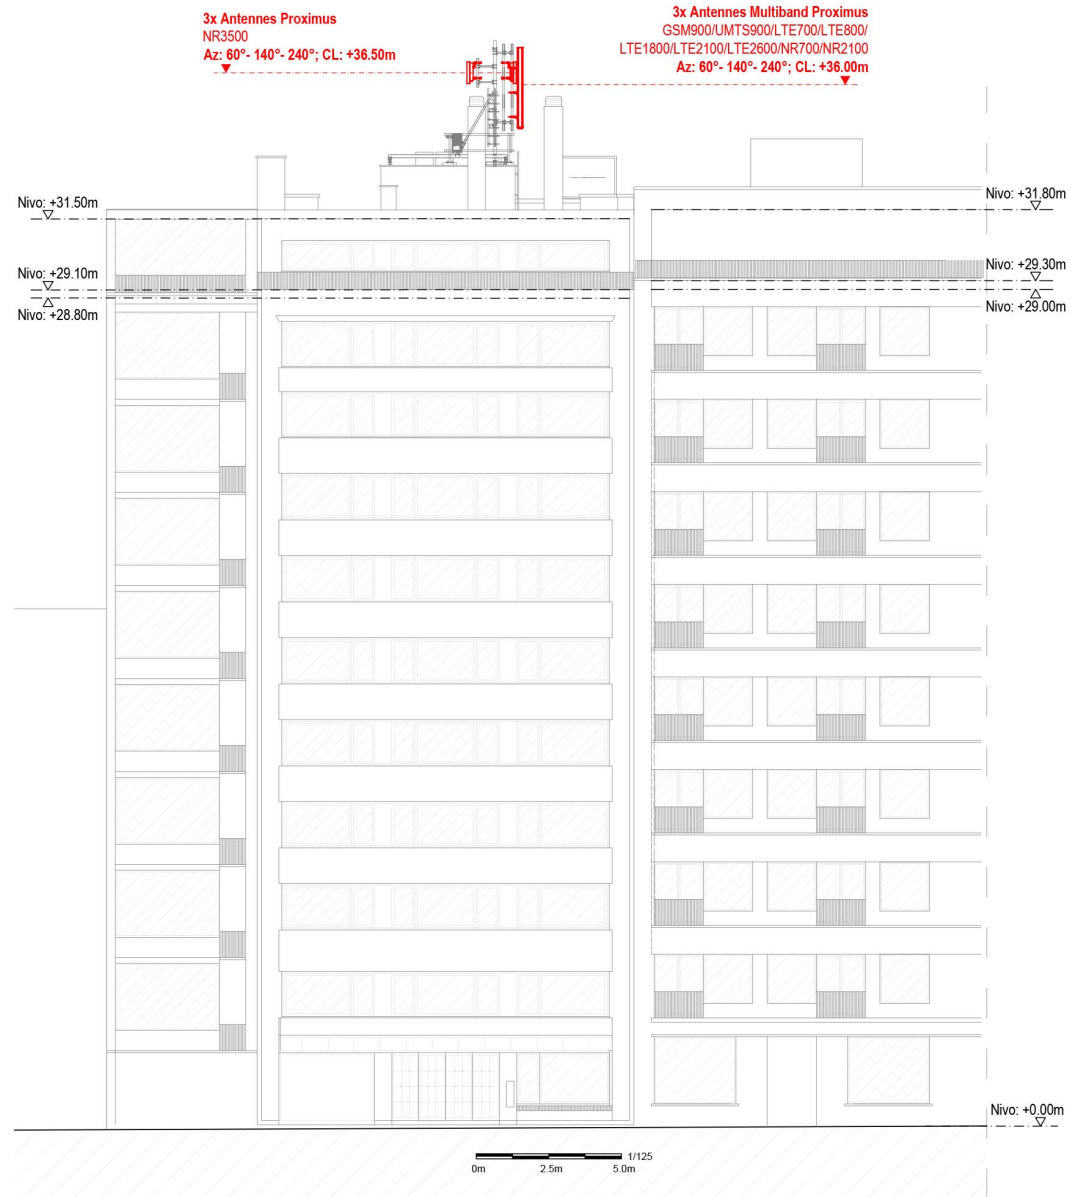 3x Antennes Proximus
NR3500
Az: 60°- 140°- 240°; CL: +36.50m
3x Antennes Multiband Proximus
GSM900/UMTS900/LTE700/LTE800/
LTE1800/LTE2100/LTE2600/NR700/NR2100
Az: 60°- 140°- 240°; CL: +36.00m
Nivo: +31.50m
Nivo: +31.80m
Nivo: +29.10m
Nivo: +29.30m
Nivo: +28.80m
Nivo: +29.00m
Nivo: +0.00m
1/125
0m 2.5m 5.0m